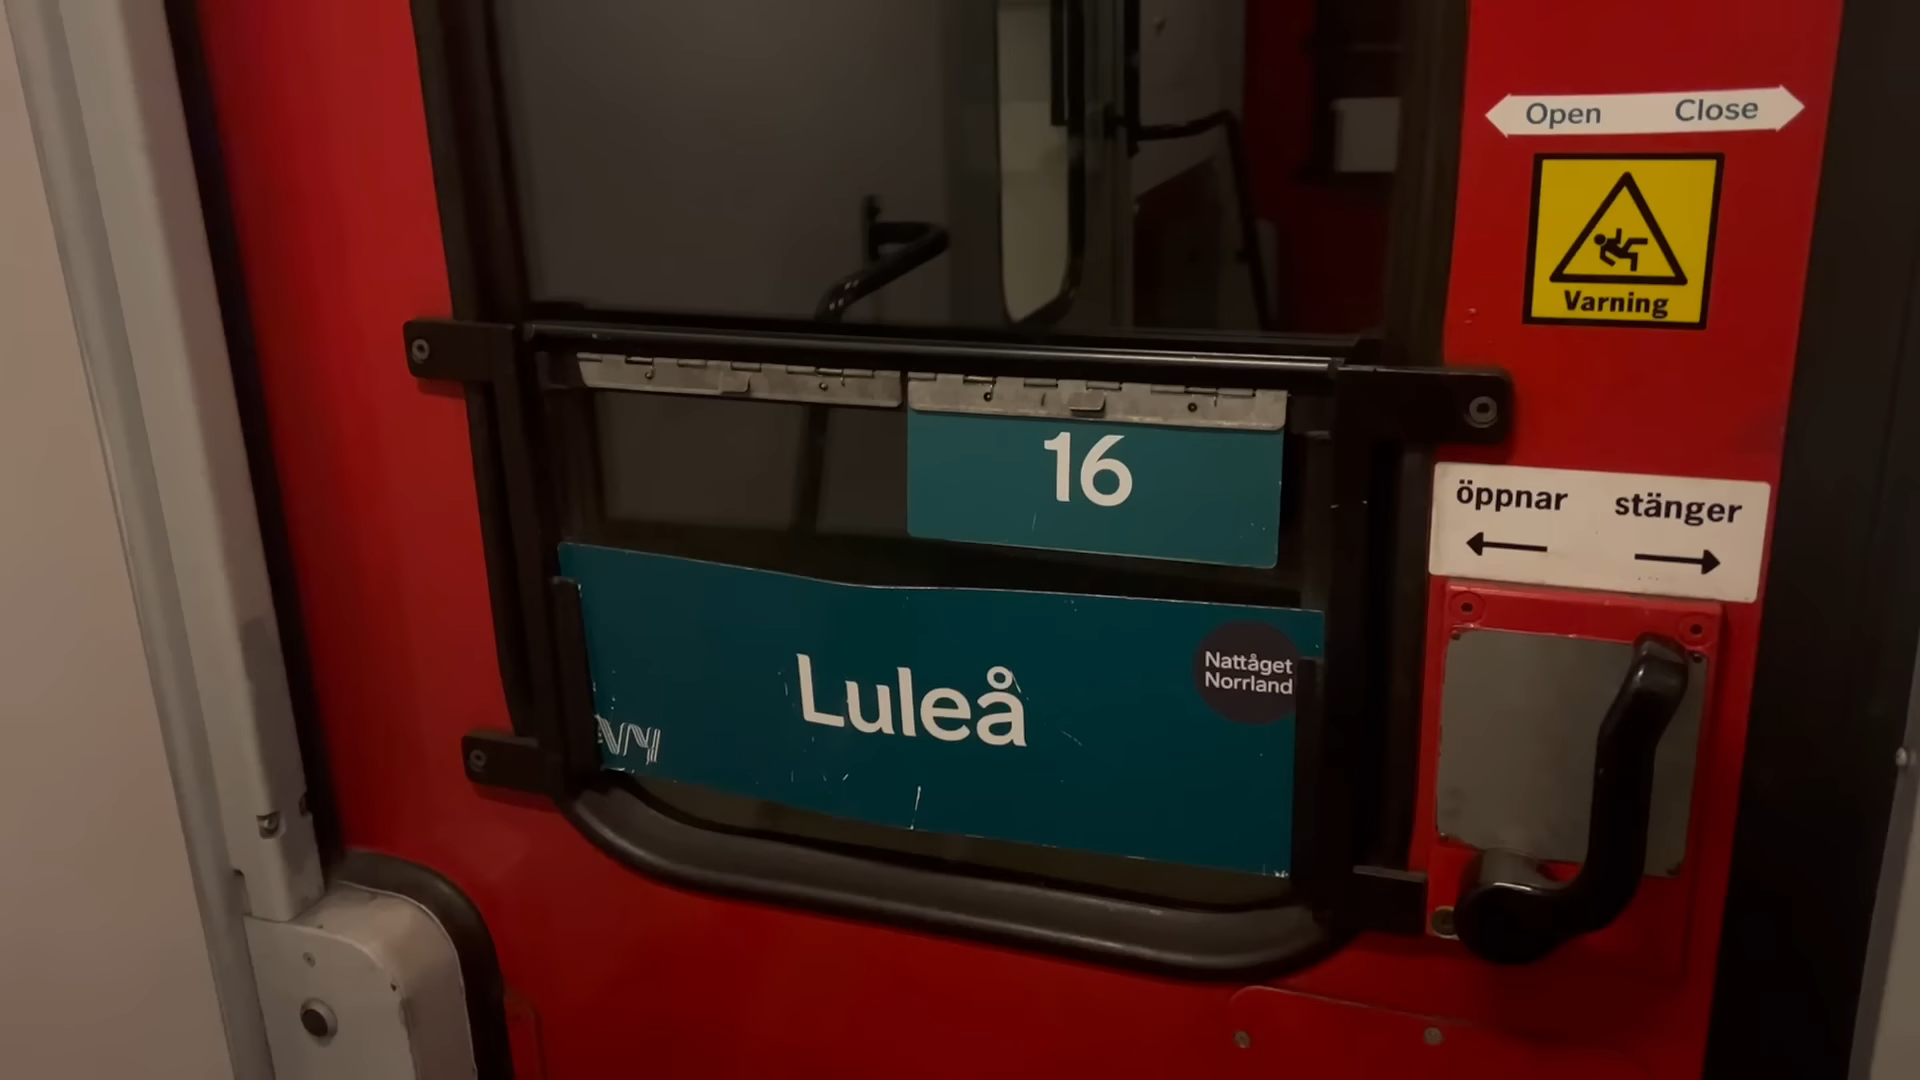 Open Close
Varning
16
öppnar stänger
Luleå
Nattåget
Norrland
VY